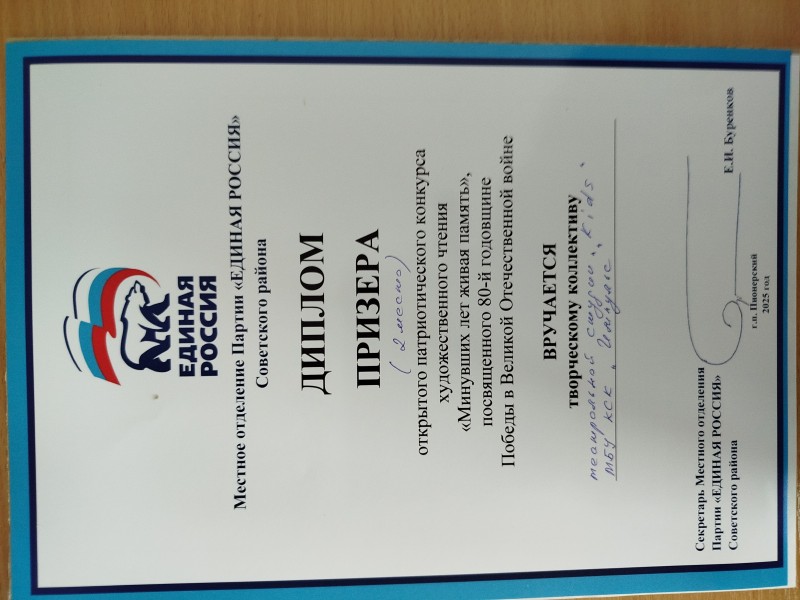 ЕДИНАЯ
РОССИЯ
Местное отделение Партии «ЕДИНАЯ РОССИЯ»
Советского района
ДИПЛОМ
ПРИЗЕРА
(2 место)
открытого патриотического конкурса
художественного чтения
«Минувших лет живая память»,
посвященного 80-й годовщине
Победы в Великой Отечественной войне
ВРУЧАЕТСЯ
творческому коллективу
театральной студии „Kids“
МБУ КСК
Секретарь Местного отделения
Партии «ЕДИНАЯ РОССИЯ»
Советского района
Е.И. Буренков
г.п. Пионерский
2025 год